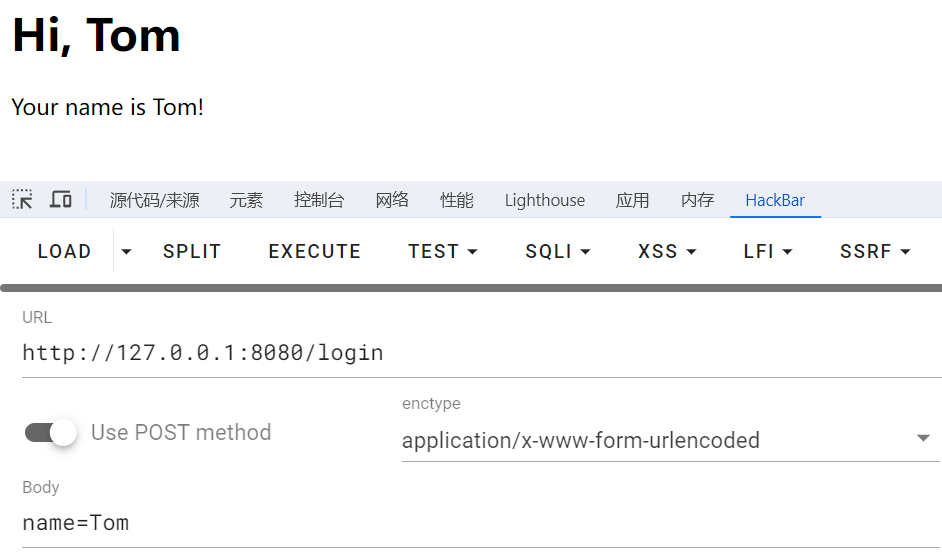 Hi, Tom
Your name is Tom!
源代码/来源 元素 控制台 网络 性能 Lighthouse 应用 内存 HackBar
LOAD SPLIT EXECUTE TEST SQLI XSS LFI SSRF
URL
http://127.0.0.1:8080/login
enctype
Use POST method
application/x-www-form-urlencoded
Body
name=Tom